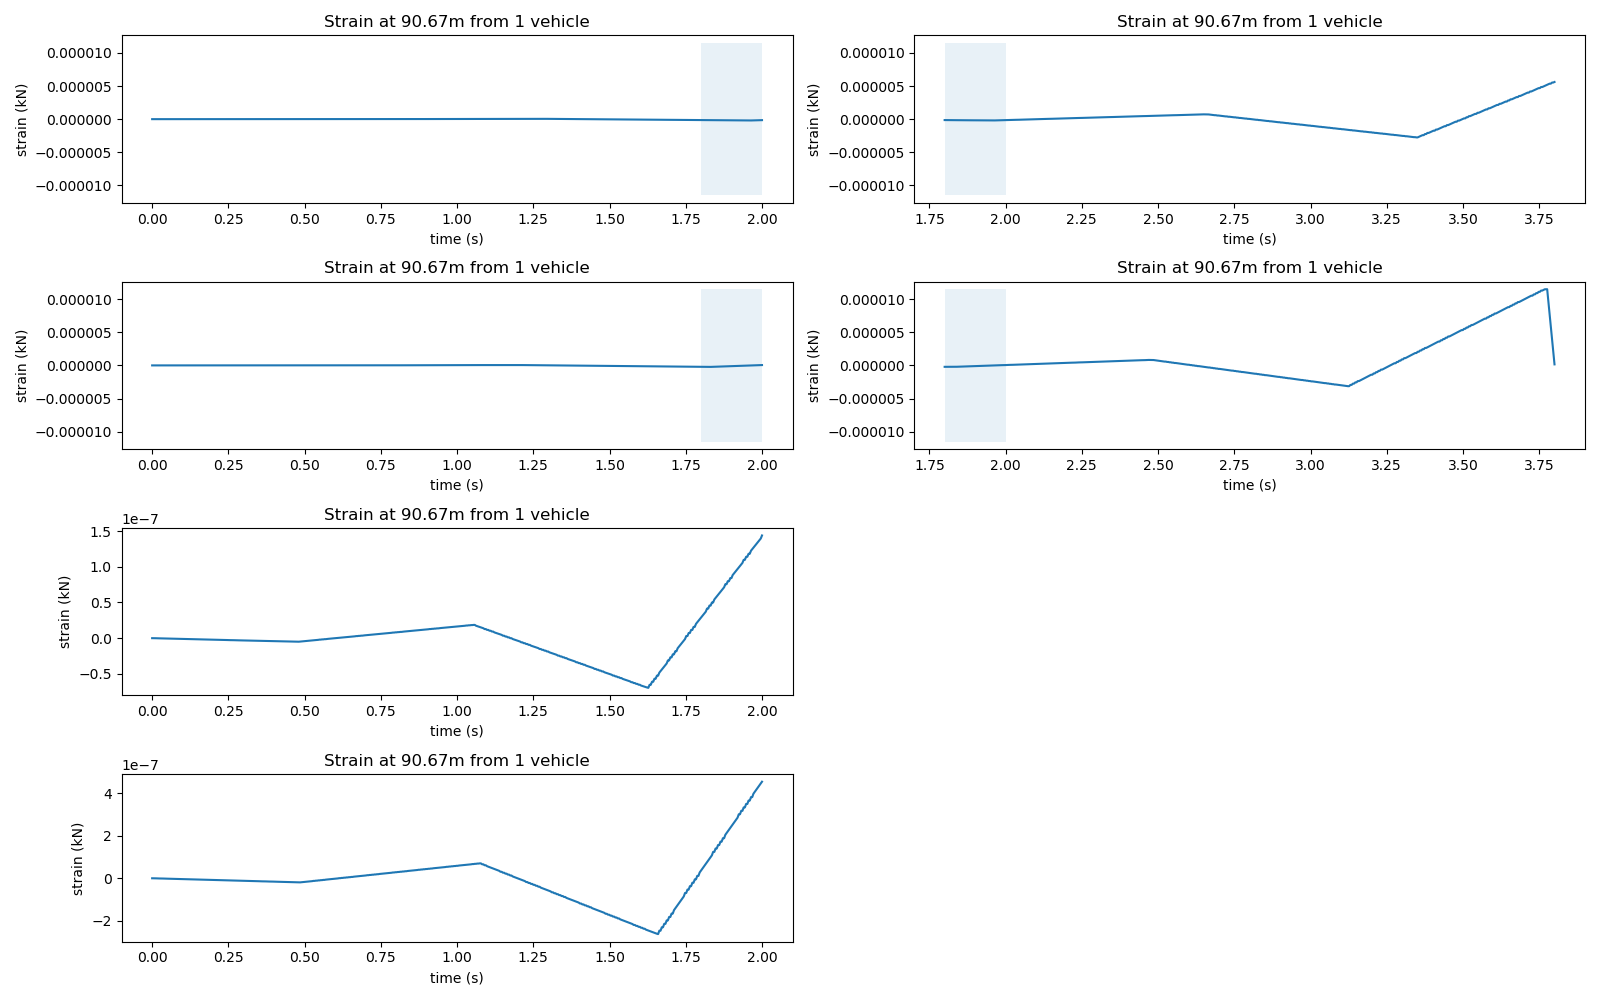 Strain at 90.67m from 1 vehicle
0.000010
0.000005
0.000000
−0.000005
−0.000010
strain (kN)
0.00 0.25 0.50 0.75 1.00 1.25 1.50 1.75 2.00
time (s)
Strain at 90.67m from 1 vehicle
0.000010
0.000005
0.000000
−0.000005
−0.000010
strain (kN)
1.75 2.00 2.25 2.50 2.75 3.00 3.25 3.50 3.75
time (s)
Strain at 90.67m from 1 vehicle
0.000010
0.000005
0.000000
−0.000005
−0.000010
strain (kN)
0.00 0.25 0.50 0.75 1.00 1.25 1.50 1.75 2.00
time (s)
Strain at 90.67m from 1 vehicle
0.000010
0.000005
0.000000
−0.000005
−0.000010
strain (kN)
1.75 2.00 2.25 2.50 2.75 3.00 3.25 3.50 3.75
time (s)
Strain at 90.67m from 1 vehicle
1e−7
1.5
1.0
0.5
0.0
−0.5
strain (kN)
0.00 0.25 0.50 0.75 1.00 1.25 1.50 1.75 2.00
time (s)
Strain at 90.67m from 1 vehicle
1e−7
4
2
0
−2
strain (kN)
0.00 0.25 0.50 0.75 1.00 1.25 1.50 1.75 2.00
time (s)